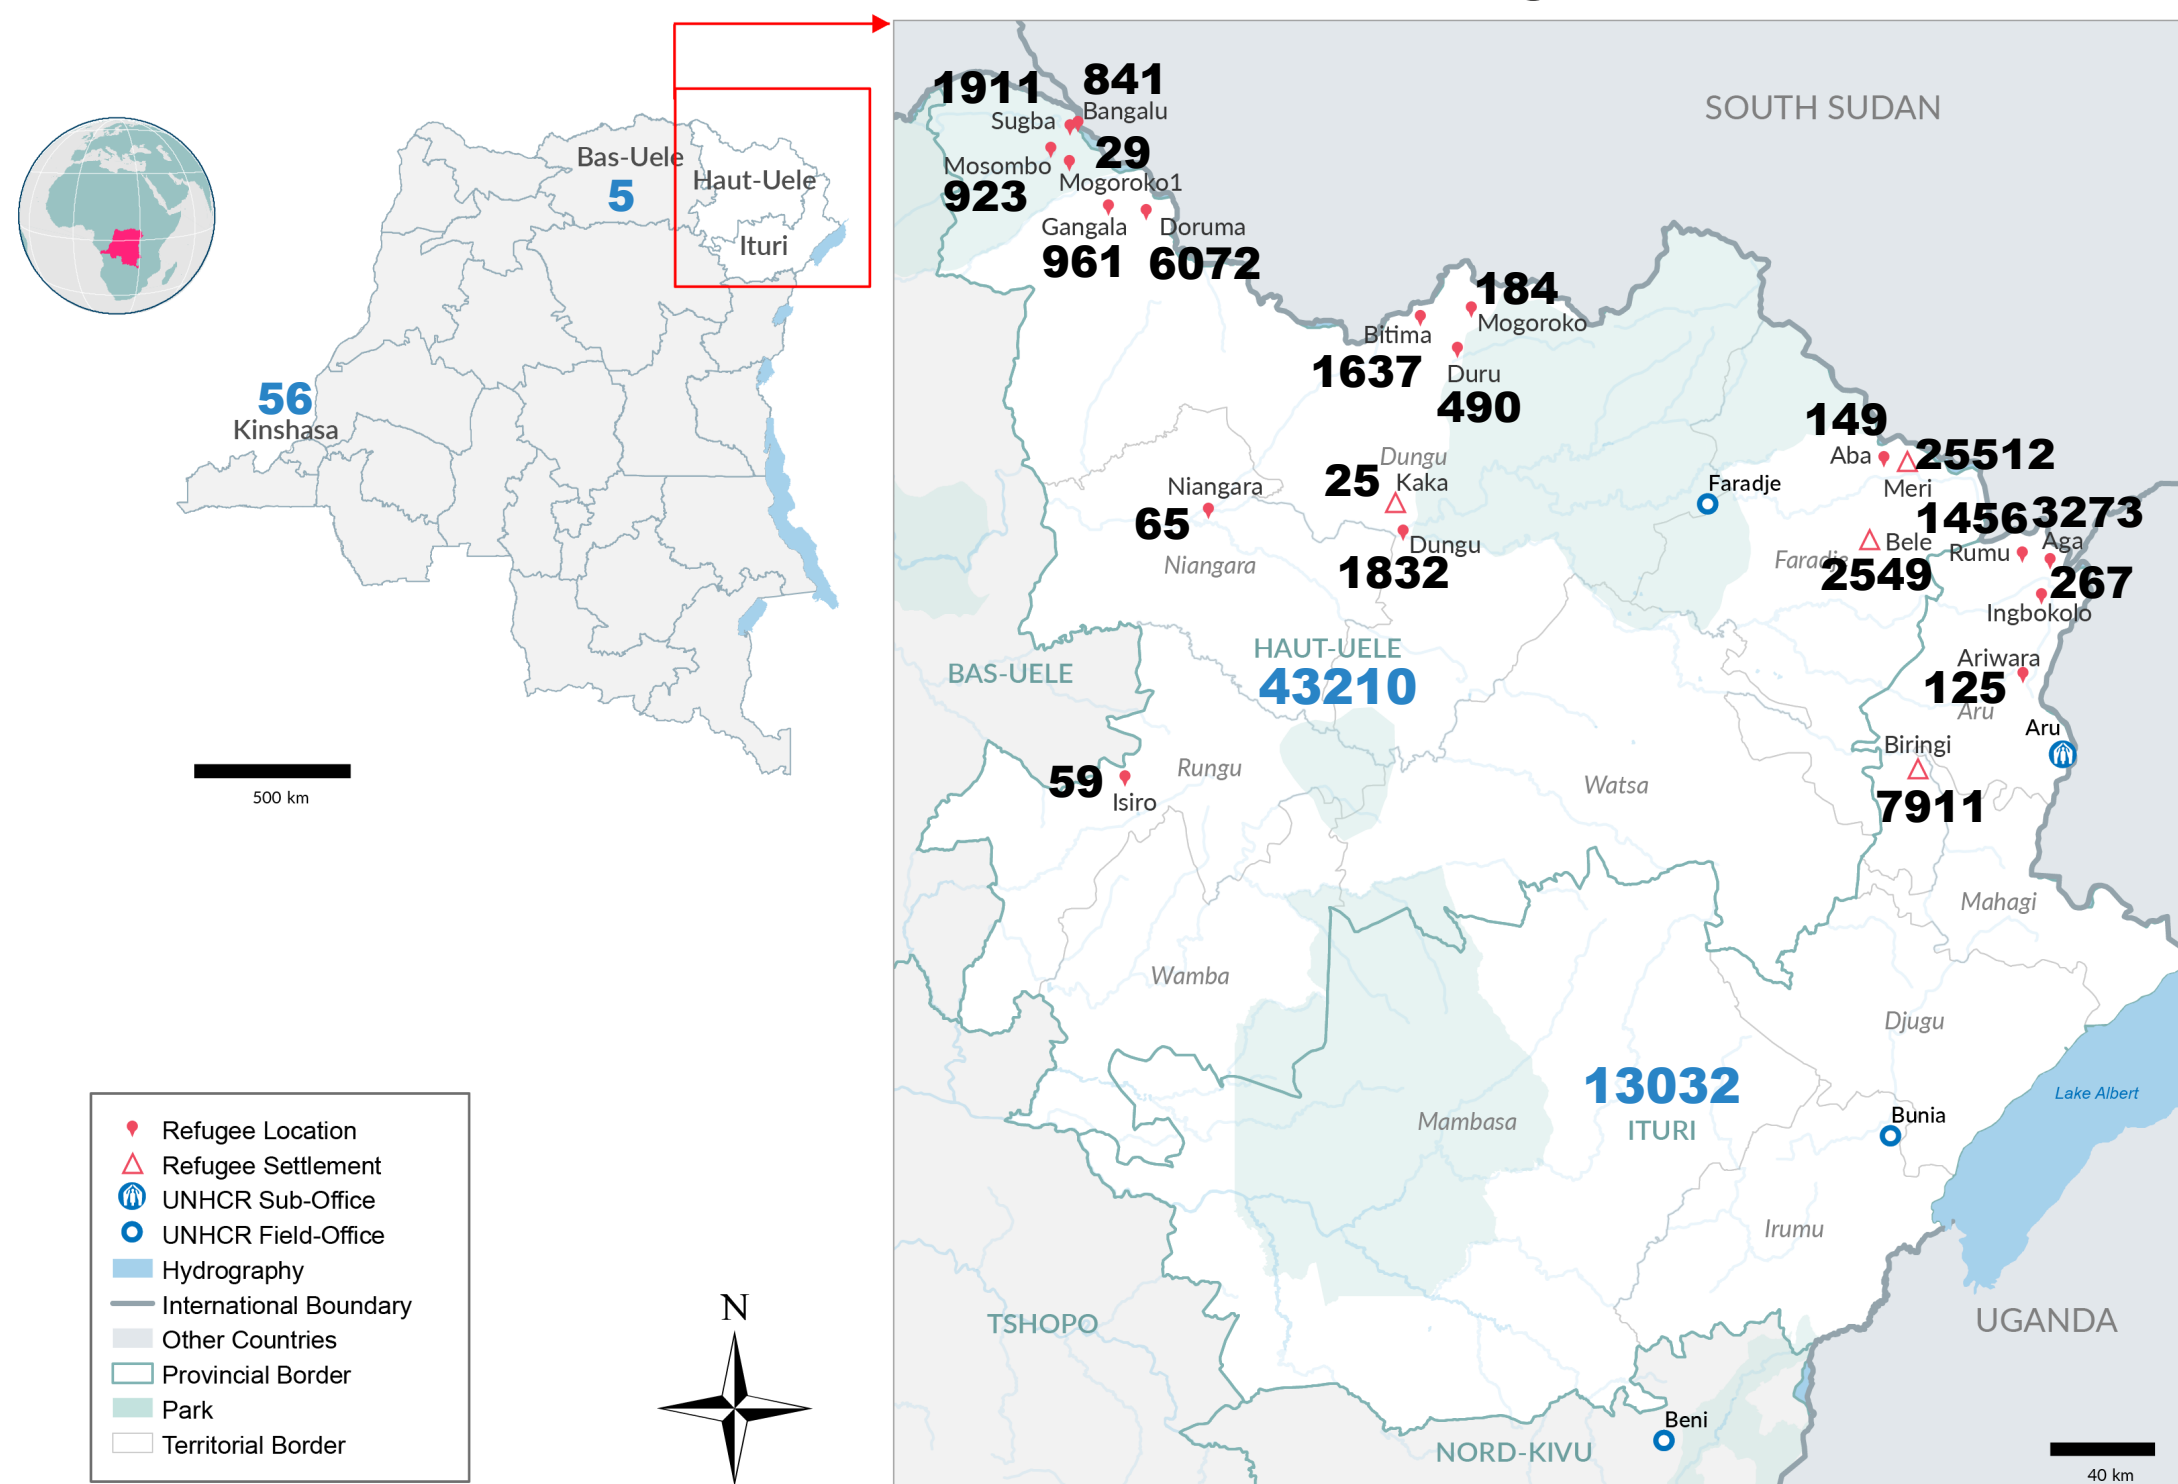 Bas-Uele
5
Haut-Uele
Ituri
56
Kinshasa
500 km
Refugee Location
Refugee Settlement
UNHCR Sub-Office
UNHCR Field-Office
Hydrography
International Boundary
Other Countries
Provincial Border
Park
Territorial Border
N
SOUTH SUDAN
1911
841
Sugba
Bangalu
29
Mosombo
Mogoroko1
923
Gangala
Doruma
961
6072
184
Mogoroko
Bitima
1637
Duru
490
149
Aba
25512
Meri
Dungu
25
Kaka
Niangara
65
Dungu
1832
Niangara
Faradje
1456
3273
Bele
Rumu
Aga
Faradje
2549
267
Ingbokolo
HAUT-UELE
43210
BAS-UELE
Ariwara
125
Aru
Aru
Biringi
7911
59
Isiro
Rungu
Watsa
Mahagi
Wamba
Djugu
13032
ITURI
Mambasa
Lake Albert
Bunia
Irumu
TSHOPO
UGANDA
Beni
NORD-KIVU
40 km